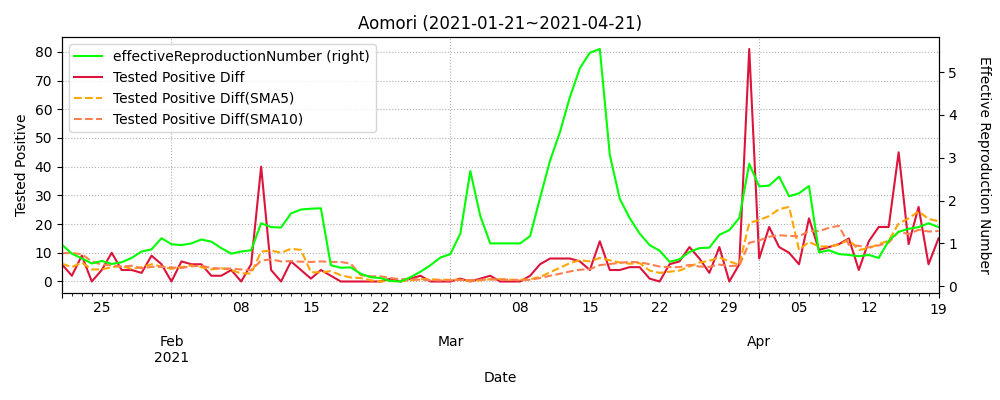 Aomori (2021-01-21~2021-04-21)
effectiveReproductionNumber (right)
Tested Positive Diff
Tested Positive Diff(SMA5)
Tested Positive Diff(SMA10)
Tested Positive
80
70
60
50
40
30
20
10
0
Effective Reproduction Number
5
4
3
2
1
0
25 08 15 22 08 15 22 29 05 12 19
Feb Mar Apr
2021
Date